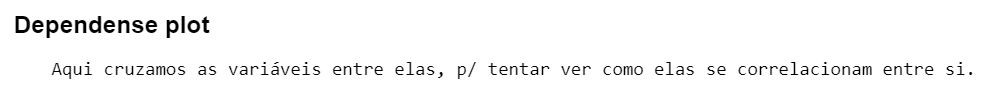 Dependense plot
Aqui cruzamos as variáveis entre elas, p/ tentar ver como elas se correlacionam entre si.